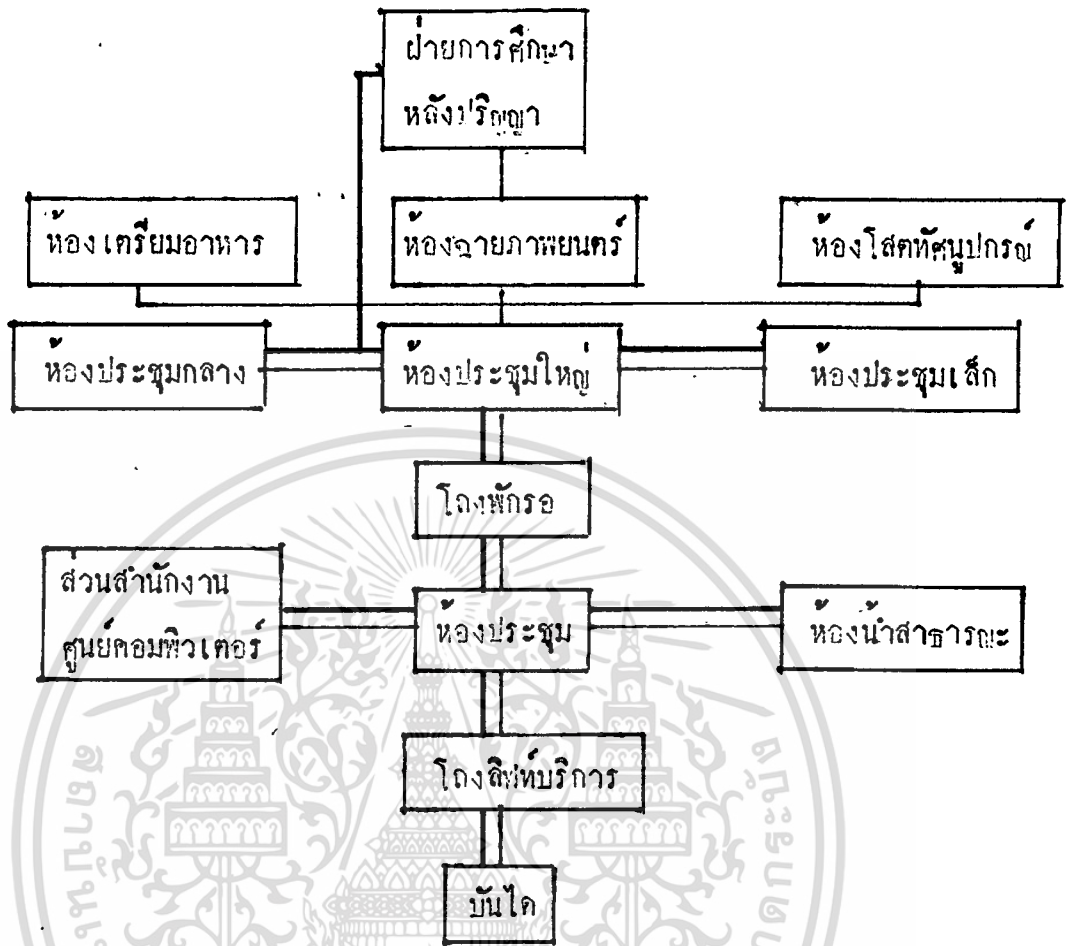 ฝ่ายการศึกษา
หลังปริญญา
ห้องเตรียมอาหาร
ห้องฉายภาพยนตร์
ห้องโสตทัศนูปกรณ์
ห้องประชุมกลาง
ห้องประชุมใหญ่
ห้องประชุมเล็ก
โถงพักรอ
ส่วนสำนักงาน
ศูนย์คอมพิวเตอร์
ห้องประชุม
ห้องน้ำสาธารณะ
โถงลิฟท์บริการ
บันได